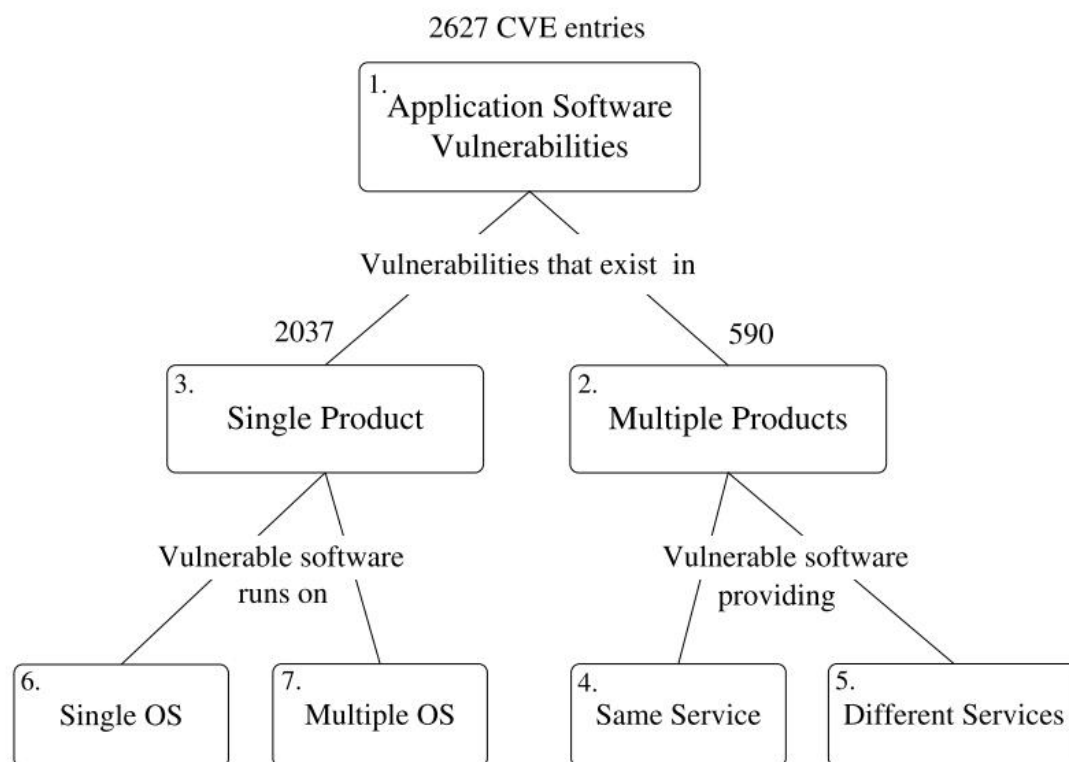 2627 CVE entries
1.
Application Software
Vulnerabilities
Vulnerabilities that exist in
2037
590
3.
Single Product
2.
Multiple Products
Vulnerable software
runs on
Vulnerable software
providing
6.
Single OS
7.
Multiple OS
4.
Same Service
5.
Different Services